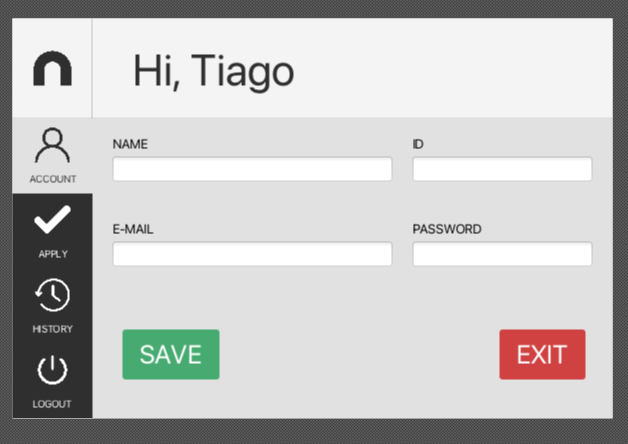 Hi, Tiago
ACCOUNT
APPLY
HISTORY
LOGOUT
NAME
ID
E-MAIL
PASSWORD
SAVE
EXIT